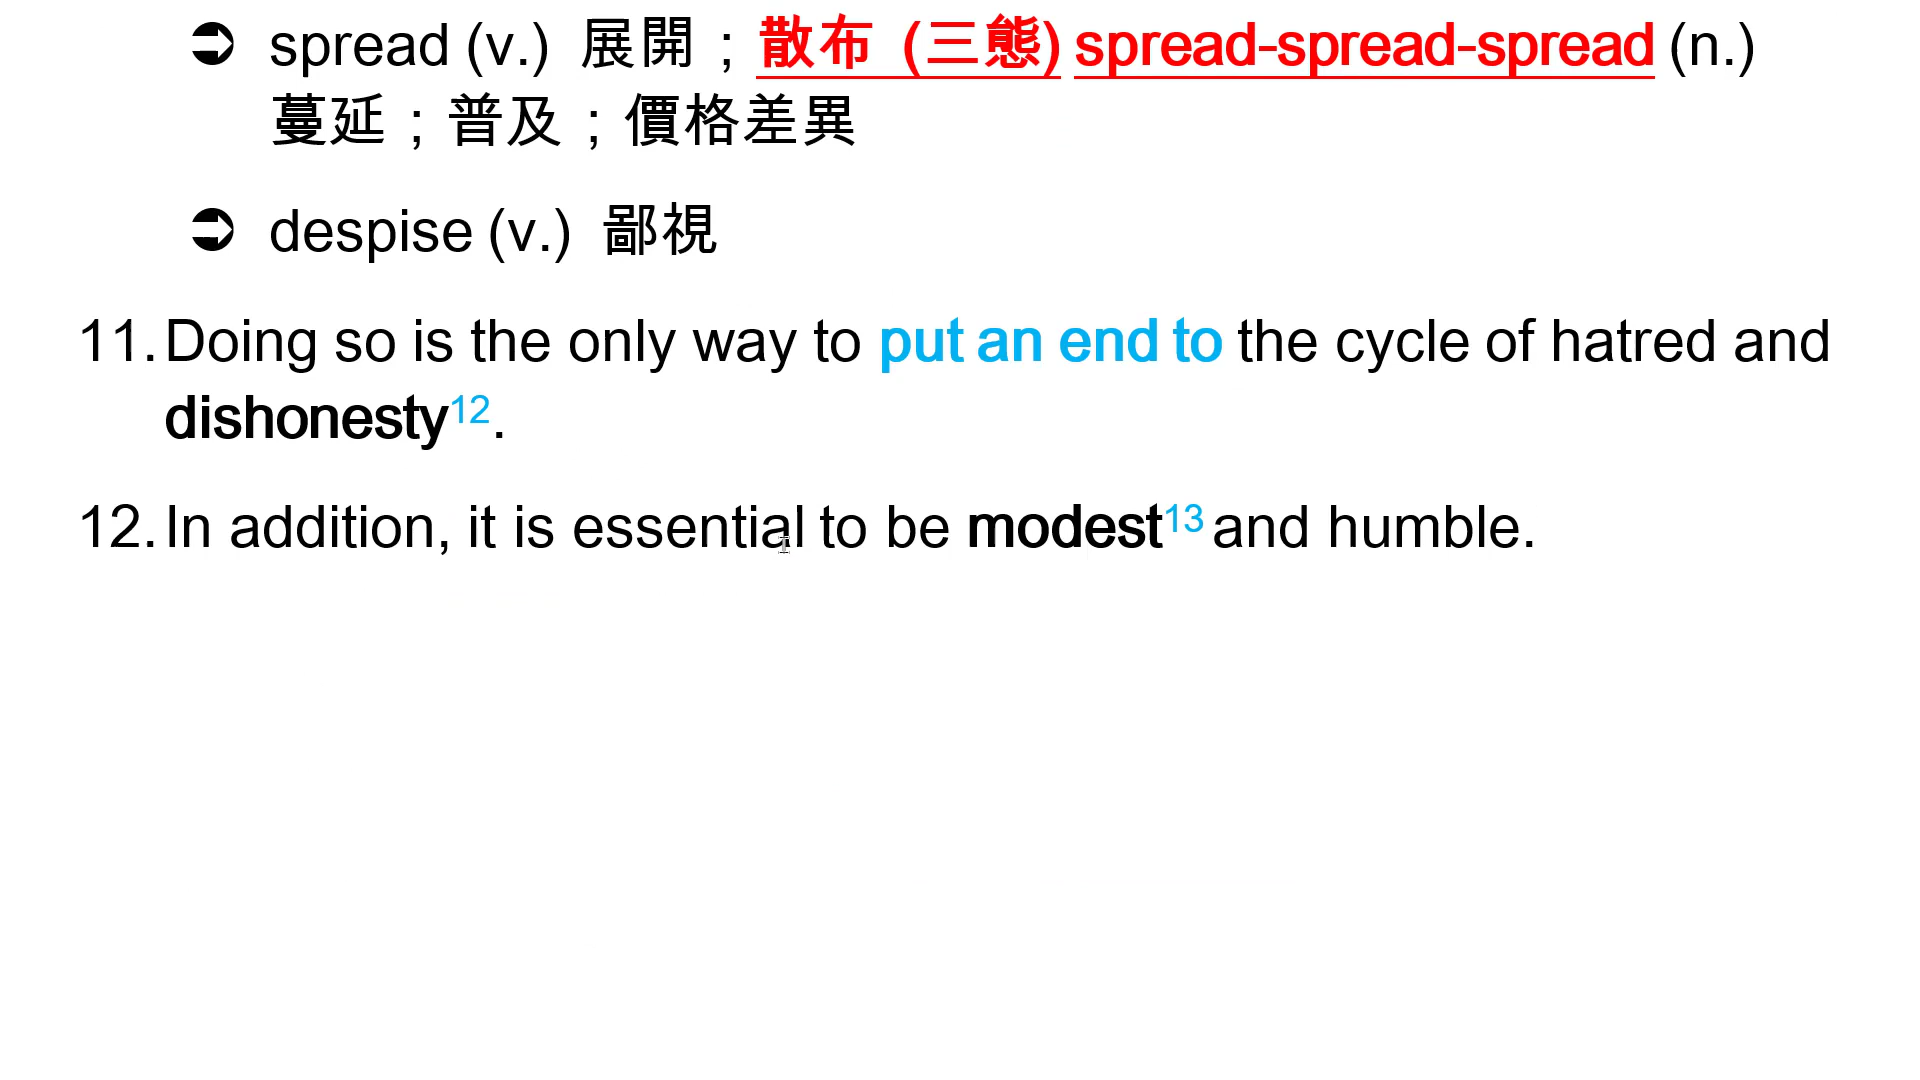 ➲ spread (v.) 展開；散布 (三態) spread-spread-spread (n.)
蔓延；普及；價格差異
➲ despise (v.) 鄙視
11. Doing so is the only way to put an end to the cycle of hatred and
dishonesty12.
12. In addition, it is essential to be modest13 and humble.